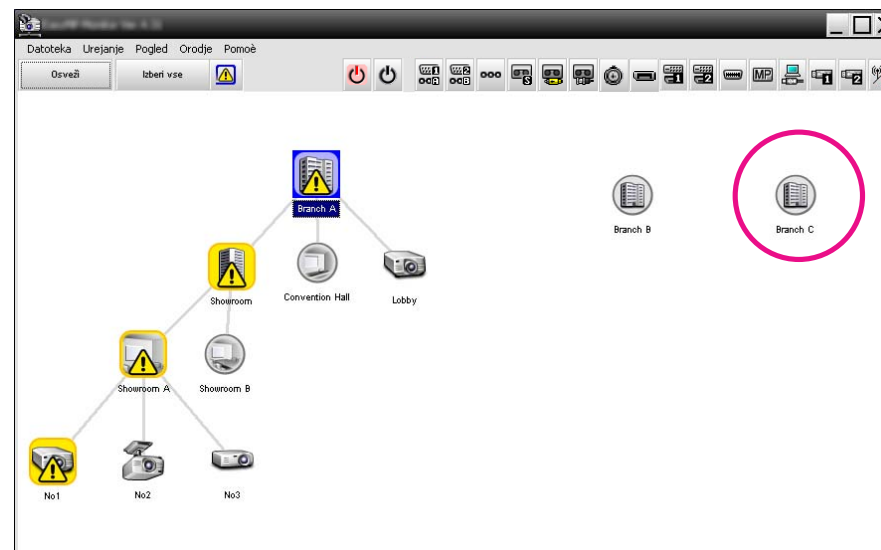 Datoteka Urejanje Pogled Orodje Pomoè
Osveži Izberi vse
MP
Branch A
Branch B
Branch C
Showroom
Convention Hall
Lobby
Showroom A
Showroom B
No1
No2
No3